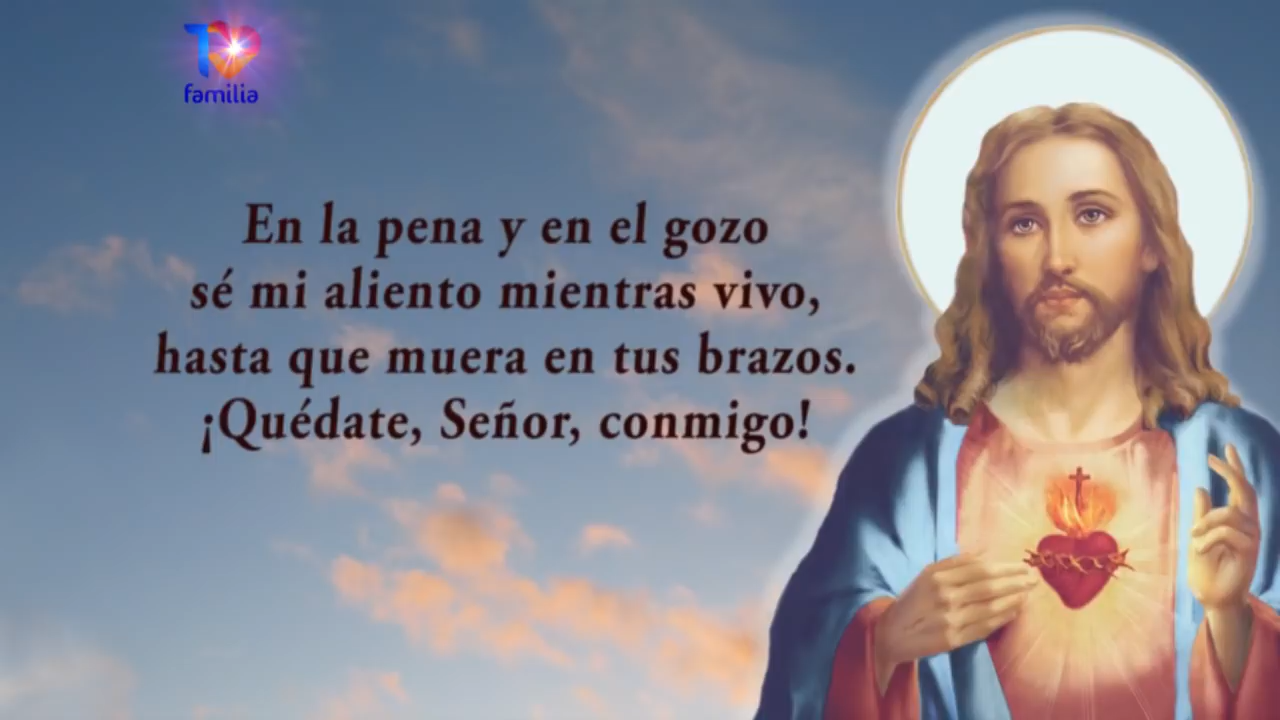 familia
En la pena y en el gozo
sé mi aliento mientras vivo,
hasta que muera en tus brazos.
¡Quédate, Señor, conmigo!